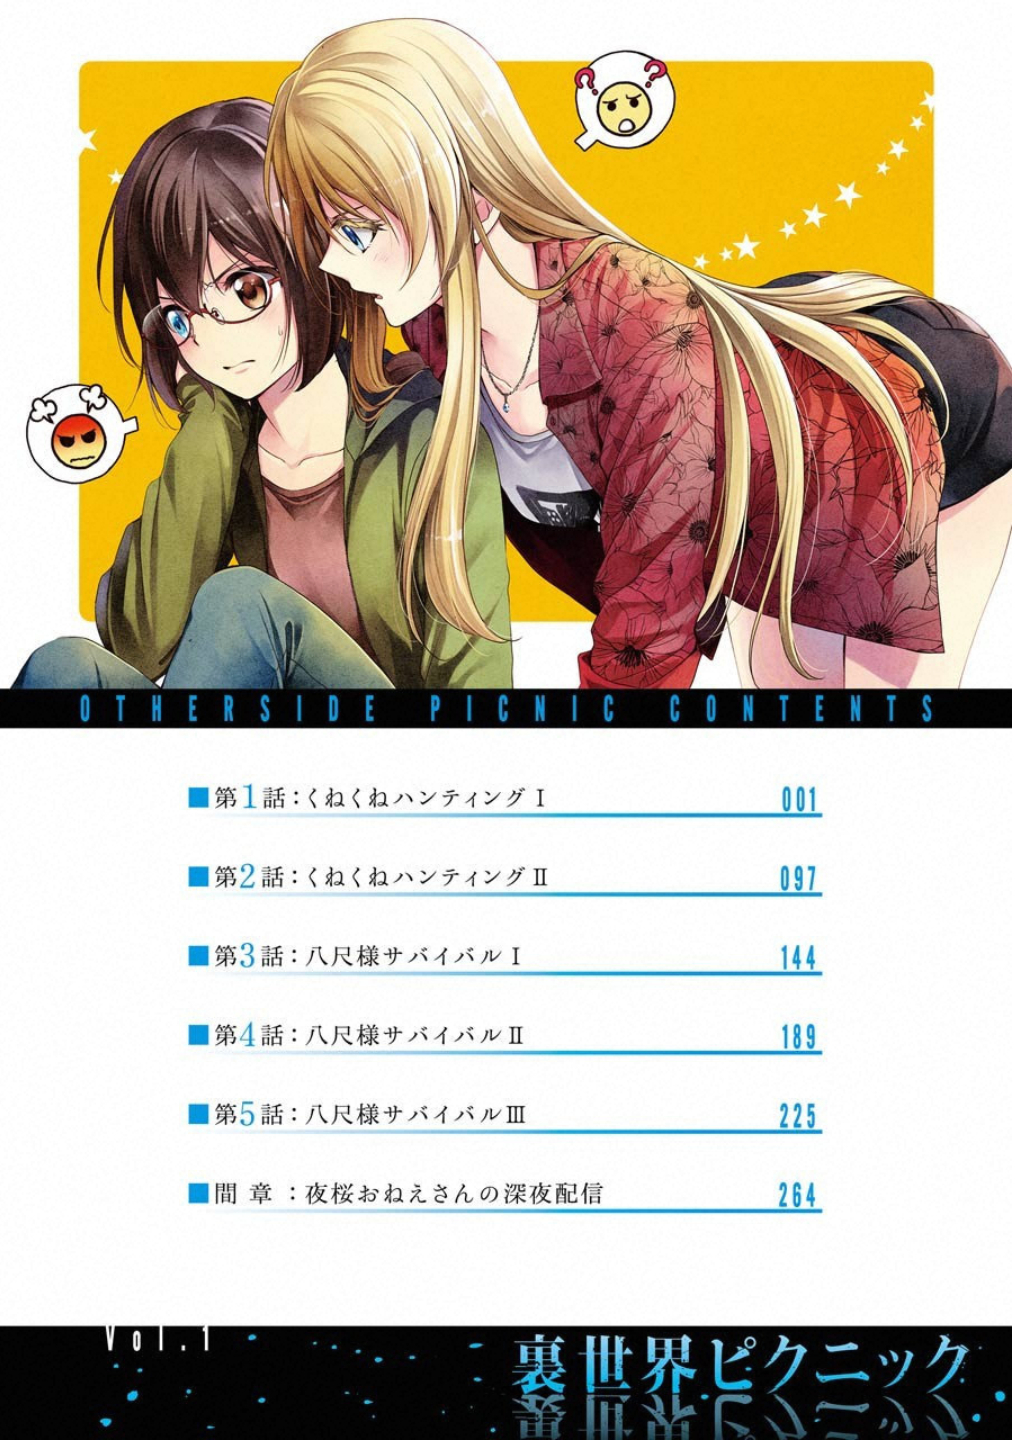 ? ?
OTHERSIDE PICNIC CONTENTS
■第1話：くねくねハンティングⅠ 001
■第2話：くねくねハンティングⅡ 097
■第3話：八尺様サバイバルⅠ 144
■第4話：八尺様サバイバルⅡ 189
■第5話：八尺様サバイバルⅢ 225
■間章：夜桜おねえさんの深夜配信 264
Vol.1
裏世界ピクニック